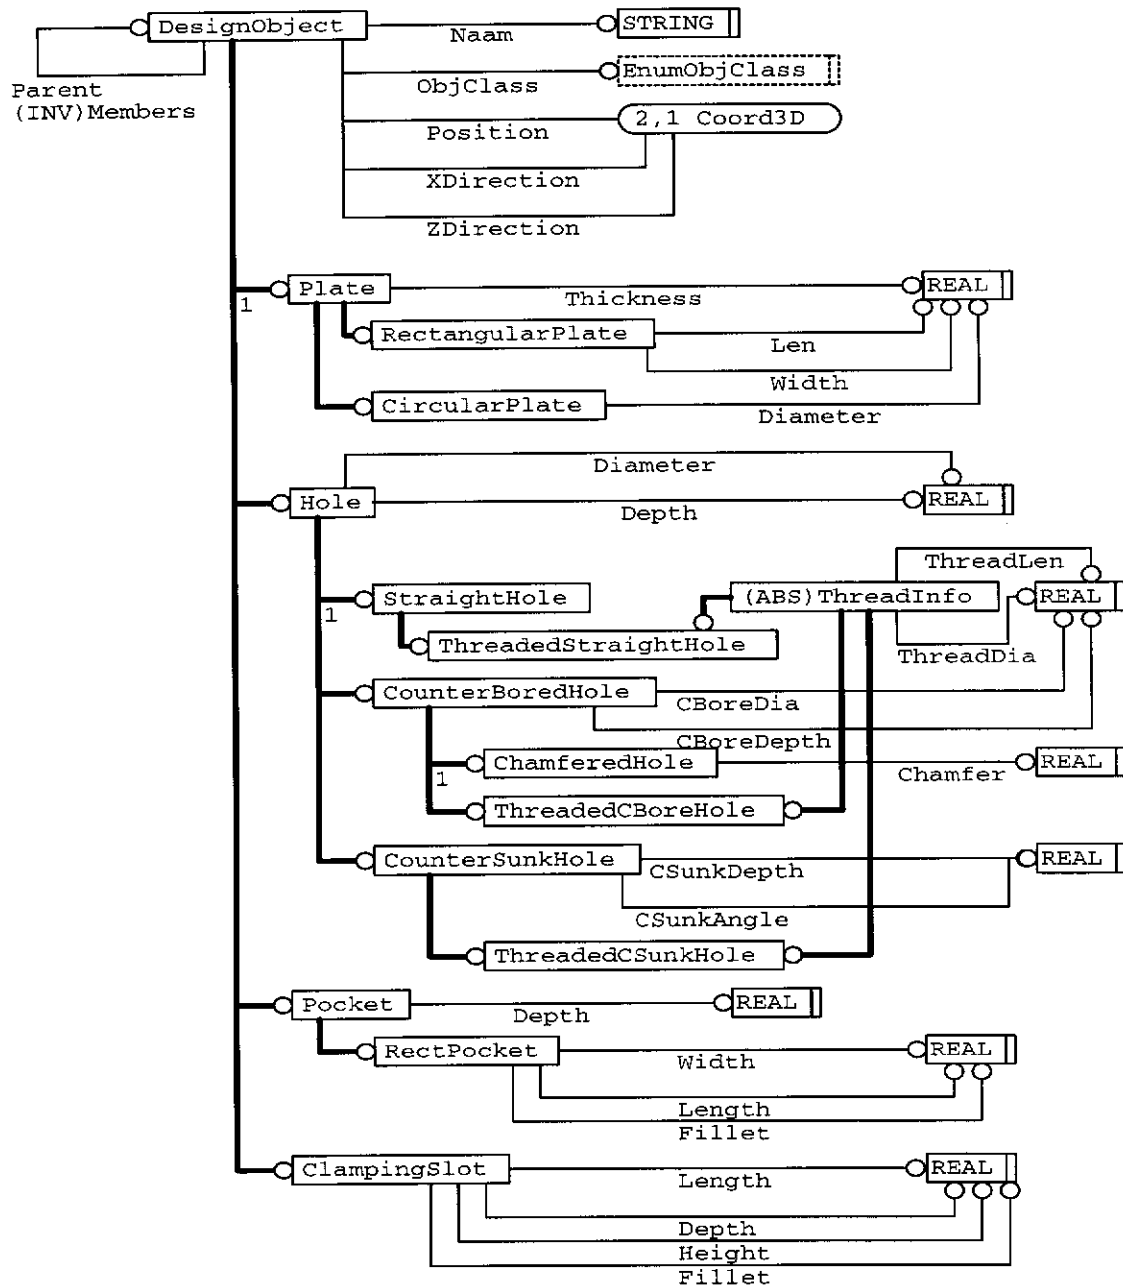 DesignObject
Naam
STRING
ObjClass
EnumObjClass
Parent
(INV)Members
Position
2,1 Coord3D
XDirection
ZDirection
1
Plate
Thickness
REAL
RectangularPlate
Len
Width
CircularPlate
Diameter
Diameter
Hole
Depth
REAL
ThreadLen
1
StraightHole
(ABS)ThreadInfo
REAL
ThreadedStraightHole
ThreadDia
CounterBoredHole
CBoreDia
CBoreDepth
1
ChamferedHole
Chamfer
REAL
ThreadedCBoreHole
CounterSunkHole
CSunkDepth
REAL
CSunkAngle
ThreadedCSunkHole
Pocket
Depth
REAL
RectPocket
Width
REAL
Length
Fillet
ClampingSlot
Length
REAL
Depth
Height
Fillet